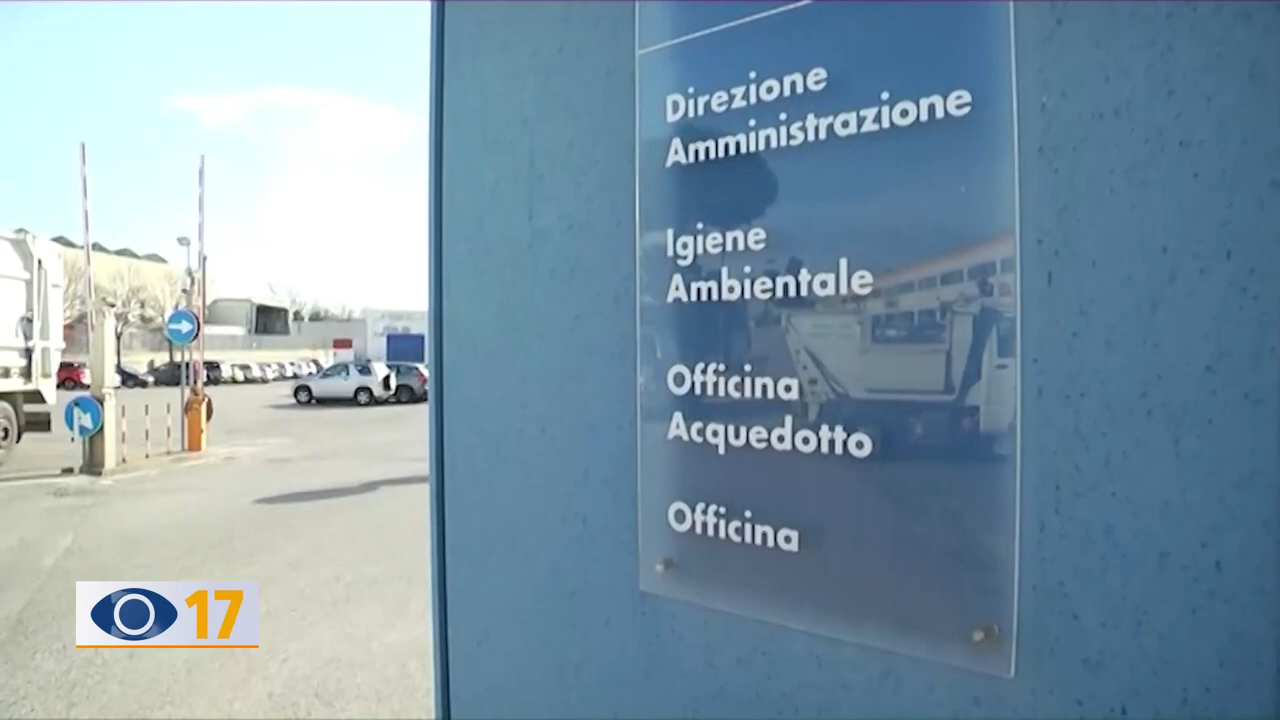 Direzione
Amministrazione
Igiene
Ambientale
Officina
Acquedotto
Officina
17